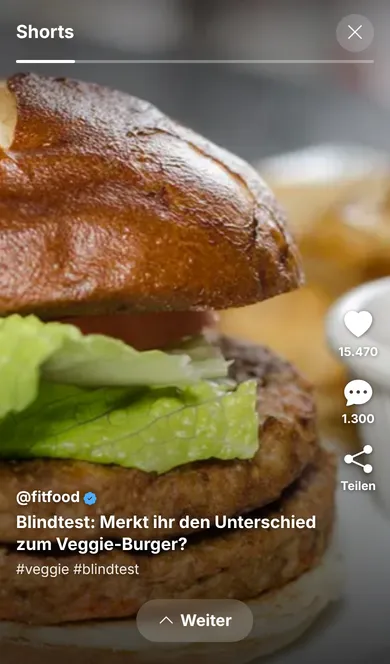 Shorts
15.470
1.300
Teilen
@fitfood
Blindtest: Merkt ihr den Unterschied
zum Veggie-Burger?
#veggie #blindtest
Weiter